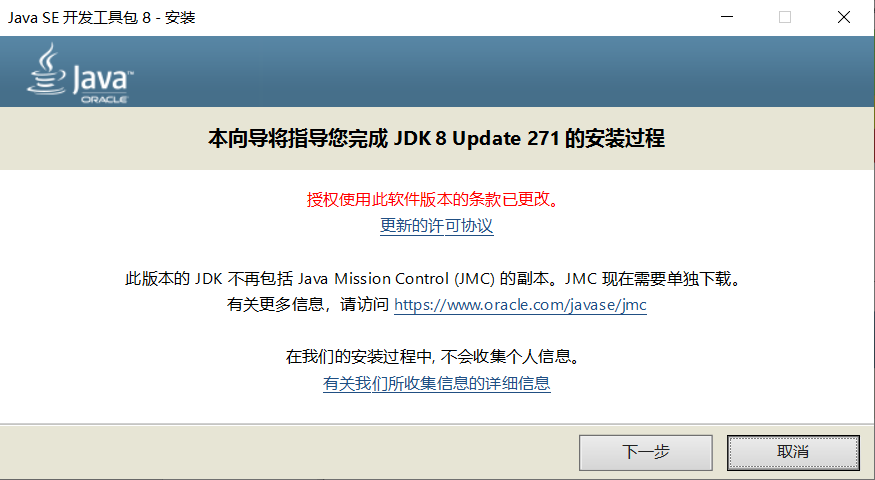 Java SE 开发工具包 8 - 安装
Java™
ORACLE
本向导将指导您完成 JDK 8 Update 271 的安装过程
授权使用此软件版本的条款已更改。
更新的许可协议
此版本的 JDK 不再包括 Java Mission Control (JMC) 的副本。JMC 现在需要单独下载。
有关更多信息，请访问 https://www.oracle.com/javase/jmc
在我们的安装过程中, 不会收集个人信息。
有关我们所收集信息的详细信息
下一步
取消